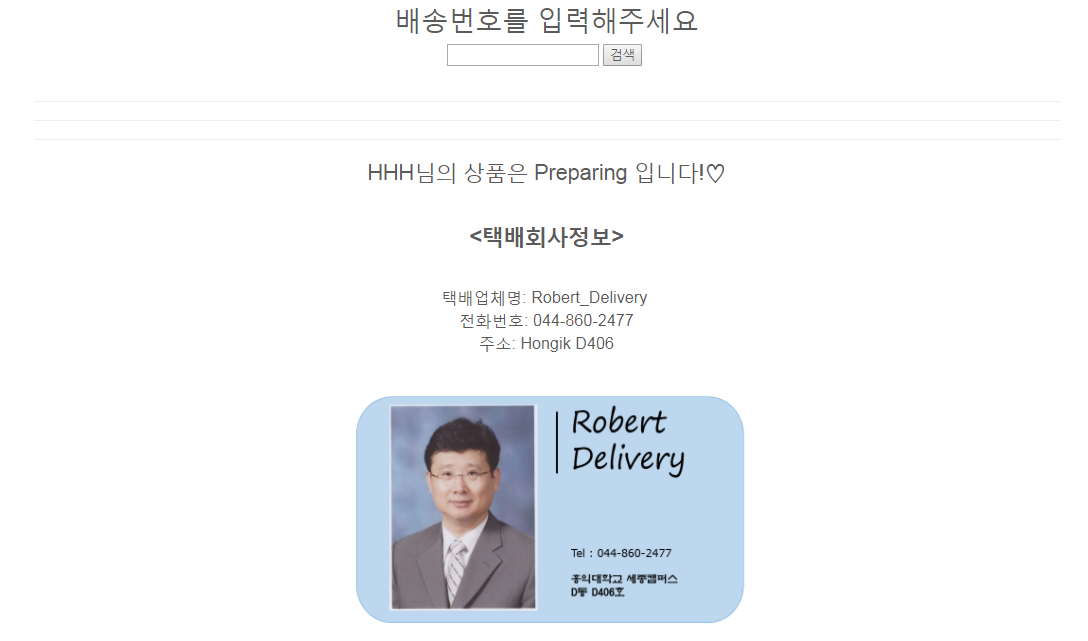 배송번호를 입력해주세요
검색
HHH님의 상품은 Preparing 입니다!♡
<택배회사정보>
택배업체명: Robert_Delivery
전화번호: 044-860-2477
주소: Hongik D406
Robert
Delivery
Tel : 044-860-2477
홍익대학교 세종캠퍼스
D동 D406호